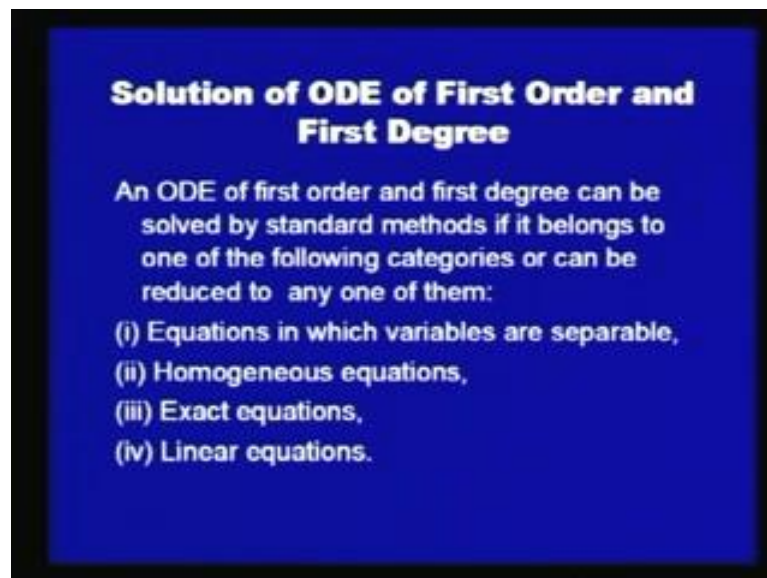 Solution of ODE of First Order and
First Degree
An ODE of first order and first degree can be
solved by standard methods if it belongs to
one of the following categories or can be
reduced to any one of them:
(i) Equations in which variables are separable,
(ii) Homogeneous equations,
(iii) Exact equations,
(iv) Linear equations.